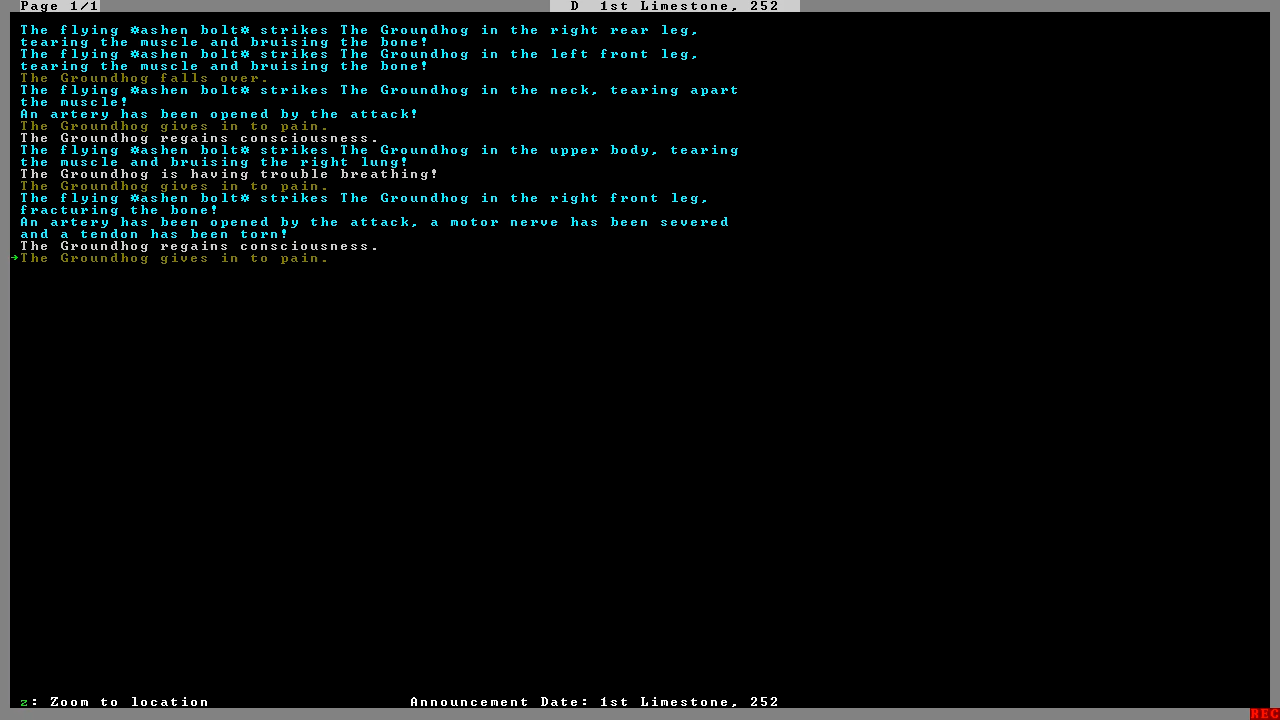 Page 1/1 D 1st Limestone, 252
The flying ☼ashen bolt☼ strikes The Groundhog in the right rear leg,
tearing the muscle and bruising the bone!
The flying ☼ashen bolt☼ strikes The Groundhog in the left front leg,
tearing the muscle and bruising the bone!
The Groundhog falls over.
The flying ☼ashen bolt☼ strikes The Groundhog in the neck, tearing apart
the muscle!
An artery has been opened by the attack!
The Groundhog gives in to pain.
The Groundhog regains consciousness.
The flying ☼ashen bolt☼ strikes The Groundhog in the upper body, tearing
the muscle and bruising the right lung!
The Groundhog is having trouble breathing!
The Groundhog gives in to pain.
The flying ☼ashen bolt☼ strikes The Groundhog in the right front leg,
fracturing the bone!
An artery has been opened by the attack, a motor nerve has been severed
and a tendon has been torn!
The Groundhog regains consciousness.
→The Groundhog gives in to pain.
z: Zoom to location Announcement Date: 1st Limestone, 252
REC